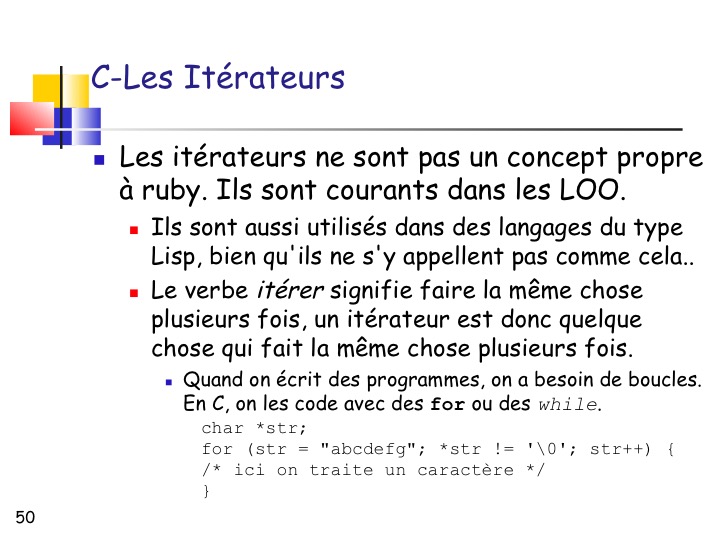 C-Les Itérateurs
Les itérateurs ne sont pas un concept propre
à ruby. Ils sont courants dans les LOO.
Ils sont aussi utilisés dans des langages du type
Lisp, bien qu'ils ne s'y appellent pas comme cela..
Le verbe itérer signifie faire la même chose
plusieurs fois, un itérateur est donc quelque
chose qui fait la même chose plusieurs fois.
Quand on écrit des programmes, on a besoin de boucles.
En C, on les code avec des for ou des while.
char *str;
for (str = "abcdefg"; *str != '\0'; str++) {
/* ici on traite un caractère */
}
50